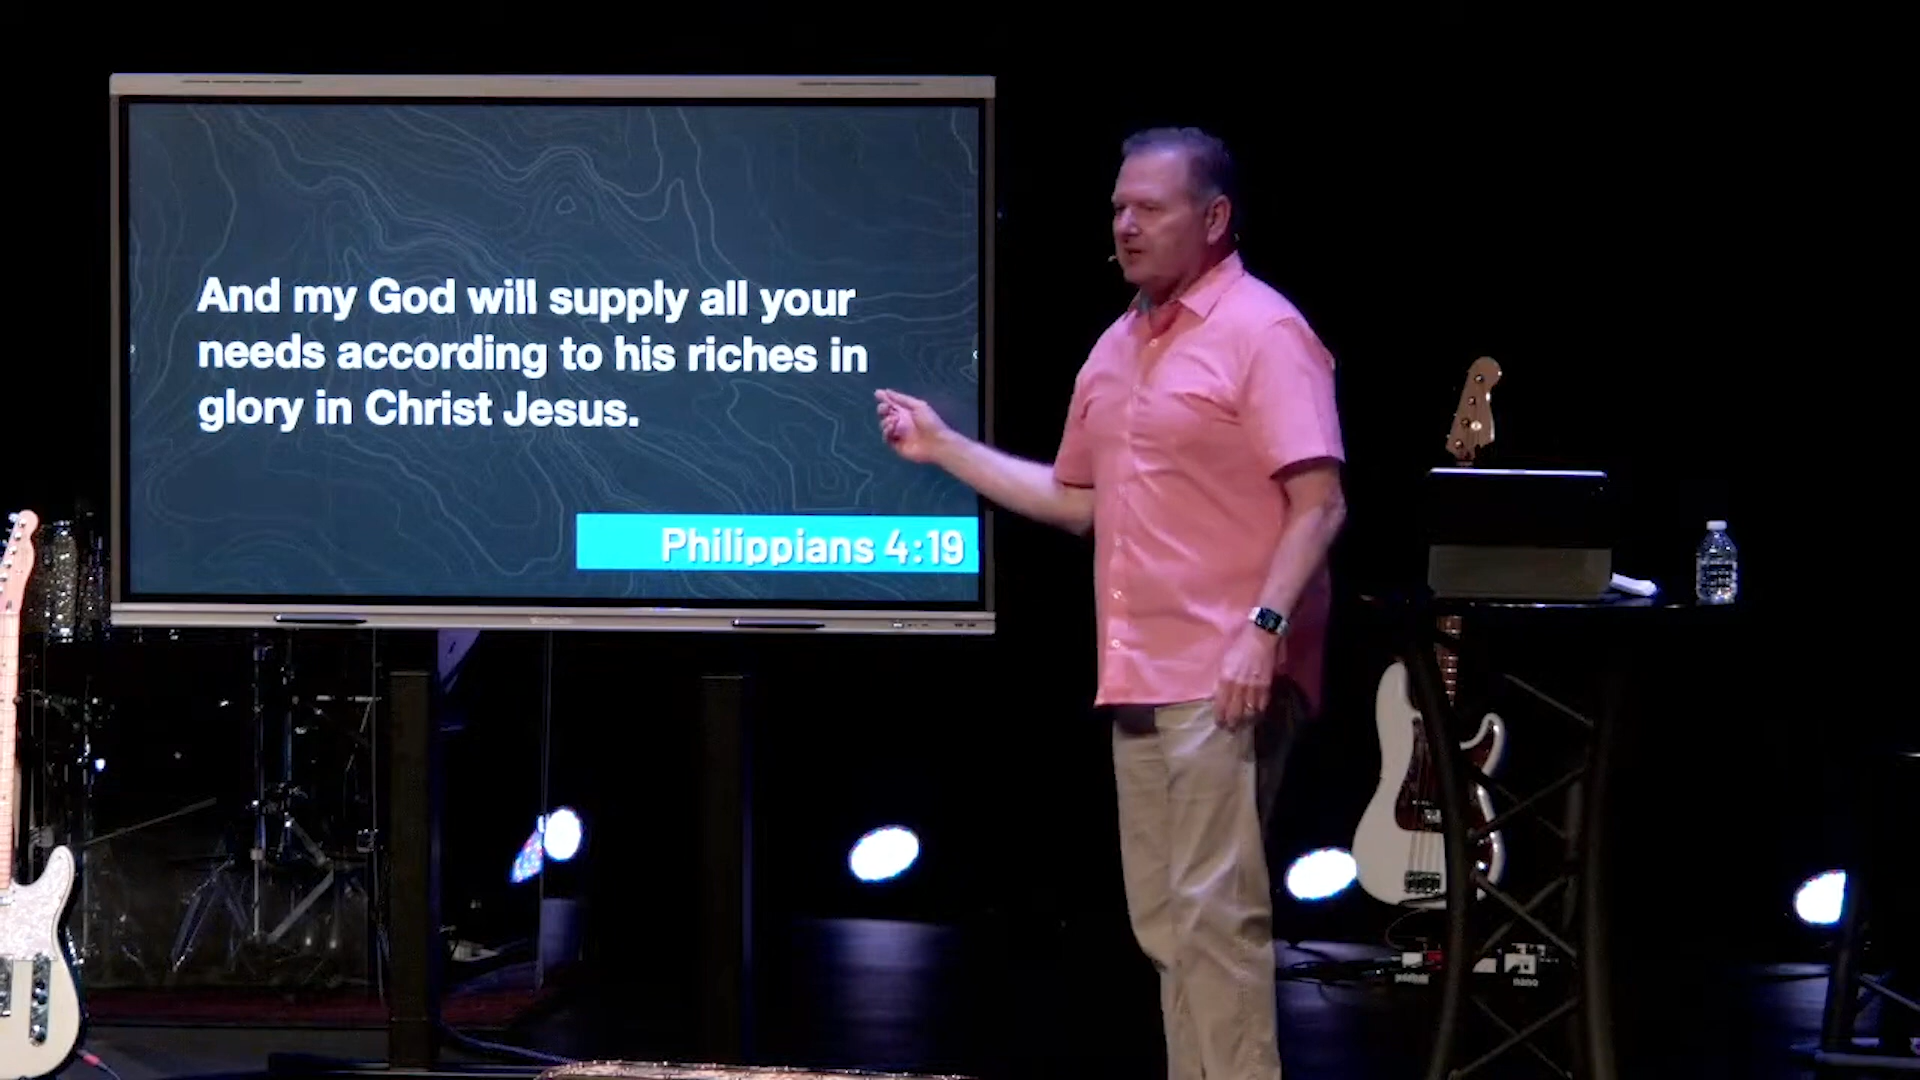 And my God will supply all your
needs according to his riches in
glory in Christ Jesus.
Philippians 4:19
nano